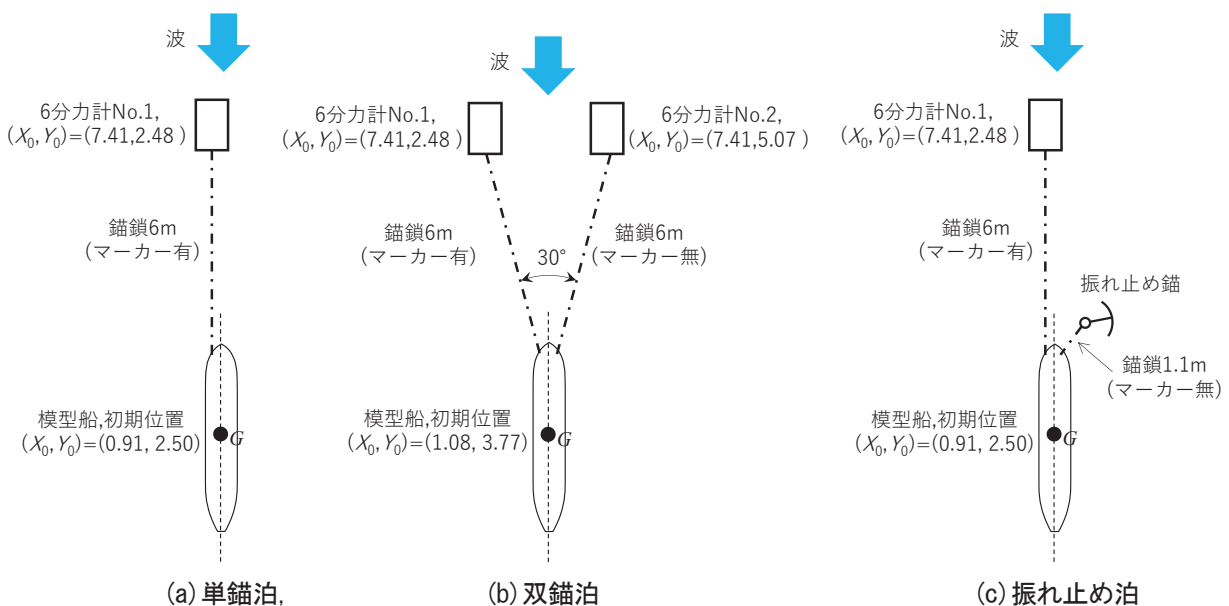 波
6分力計No.1,
(X₀, Y₀)=(7.41,2.48 )
錨鎖6m
(マーカー有)
模型船,初期位置
(X₀, Y₀)=(0.91, 2.50)
G
(a) 単錨泊,
波
6分力計No.1,
(X₀, Y₀)=(7.41,2.48 )
6分力計No.2,
(X₀, Y₀)=(7.41,5.07 )
錨鎖6m
(マーカー有)
錨鎖6m
(マーカー無)
30°
模型船,初期位置
(X₀, Y₀)=(1.08, 3.77)
G
(b) 双錨泊
波
6分力計No.1,
(X₀, Y₀)=(7.41,2.48 )
錨鎖6m
(マーカー有)
振れ止め錨
錨鎖1.1m
(マーカー無)
模型船,初期位置
(X₀, Y₀)=(0.91, 2.50)
G
(c) 振れ止め泊